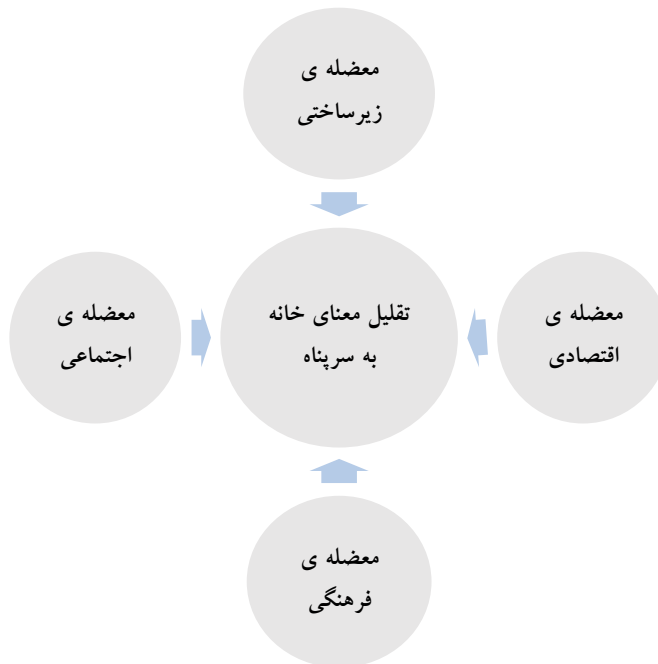 معضله ی
زیرساختی
معضله ی
اقتصادی
تقلیل معنای خانه
به سرپناه
معضله ی
اجتماعی
معضله ی
فرهنگی